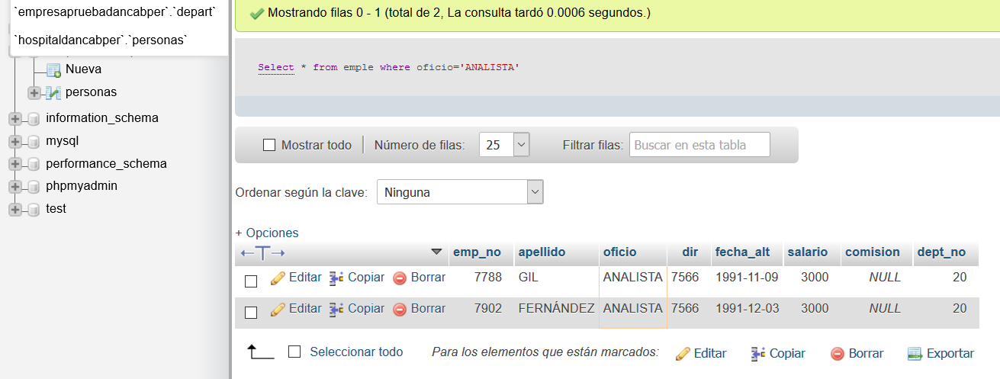 `empresapruebadancabper`.`depart`
`hospitaldancabper`.`personas`
Nueva
personas
information_schema
mysql
performance_schema
phpmyadmin
test
Mostrando filas 0 - 1 (total de 2, La consulta tardó 0.0006 segundos.)
Select * from emple where oficio='ANALISTA'
Mostrar todo Número de filas: 25 Filtrar filas: Buscar en esta tabla
Ordenar según la clave: Ninguna
+ Opciones
←T→ emp_no apellido oficio dir fecha_alt salario comision dept_no
Editar Copiar Borrar 7788 GIL ANALISTA 7566 1991-11-09 3000 NULL 20
Editar Copiar Borrar 7902 FERNÁNDEZ ANALISTA 7566 1991-12-03 3000 NULL 20
Seleccionar todo Para los elementos que están marcados: Editar Copiar Borrar Exportar